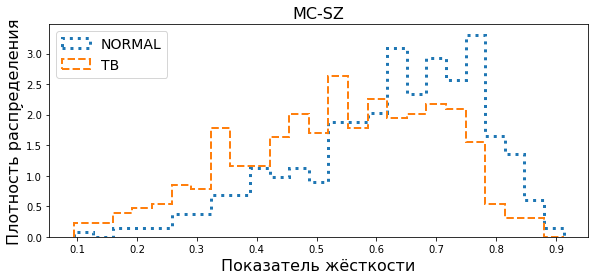 MC-SZ
NORMAL
TB
Плотность распределения
3.0
2.5
2.0
1.5
1.0
0.5
0.0
0.1 0.2 0.3 0.4 0.5 0.6 0.7 0.8 0.9
Показатель жёсткости